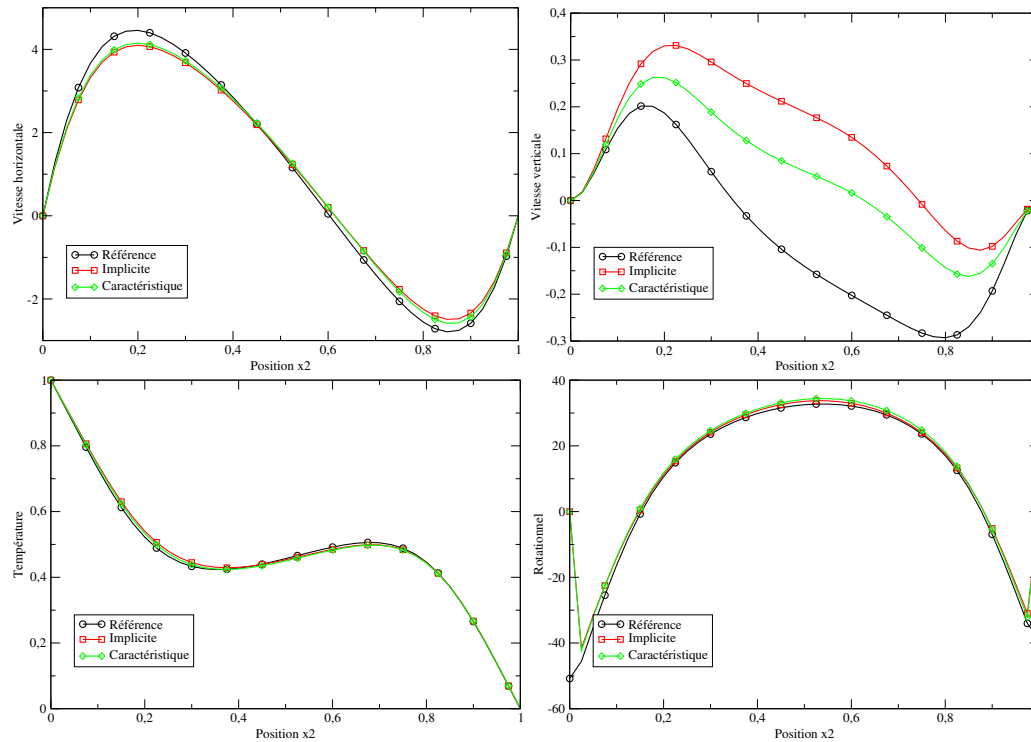 4
2
0
-2
0
0,2
0,4
0,6
0,8
1
Position x2
Vitesse horizontale
Référence
Implicite
Caractéristique
0,4
0,3
0,2
0,1
0
-0,1
-0,2
-0,3
0
0,2
0,4
0,6
0,8
Position x2
Vitesse verticale
Référence
Implicite
Caractéristique
1
0,8
0,6
0,4
0,2
0
0
0,2
0,4
0,6
0,8
1
Position x2
Température
Référence
Implicite
Caractéristique
40
20
0
-20
-40
-60
0
0,2
0,4
0,6
0,8
Position x2
Rotationnel
Référence
Implicite
Caractéristique